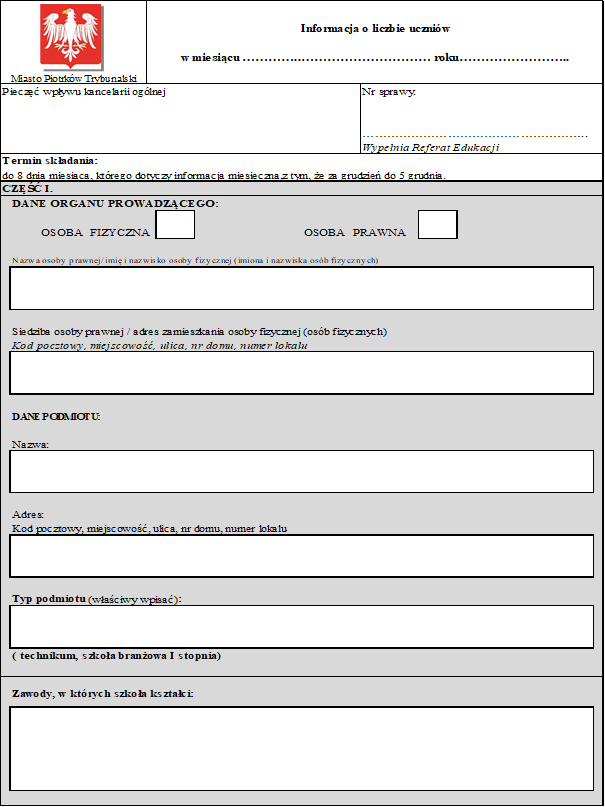 Informacja o liczbie uczniów
w miesiącu …………..………………………… roku……………………..
Miasto Piotrków Trybunalski
Pieczęć wpływu kancelarii ogólnej
Nr sprawy:
…………………………………………………..
Wypełnia Referat Edukacji
Termin składania:
do 8 dnia miesiąca, którego dotyczy informacja miesięczna,z tym, że za grudzień do 5 grudnia.
CZĘŚĆ I.
DANE ORGANU PROWADZĄCEGO:
OSOBA FIZYCZNA
OSOBA PRAWNA
Nazwa osoby prawnej/ imię i nazwisko osoby fizycznej (imiona i nazwiska osób fizycznych)
Siedziba osoby prawnej / adres zamieszkania osoby fizycznej (osób fizycznych)
Kod pocztowy, miejscowość, ulica, nr domu, numer lokalu
DANE PODMIOTU:
Nazwa:
Adres:
Kod pocztowy, miejscowość, ulica, nr domu, numer lokalu
Typ podmiotu (właściwy wpisać):
( technikum, szkoła branżowa I stopnia)
Zawody, w których szkoła kształci: